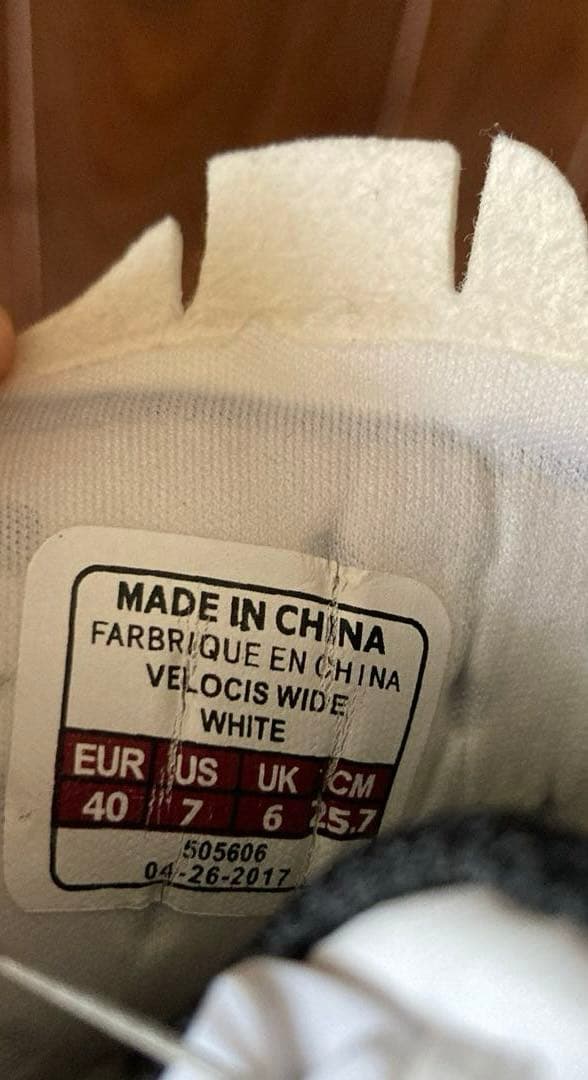 MADE IN CHINA
FARBRIQUE EN CHINA
VELOCIS WIDE
WHITE
EUR US UK CM
40 7 6 25.7
505606
04-26-2017